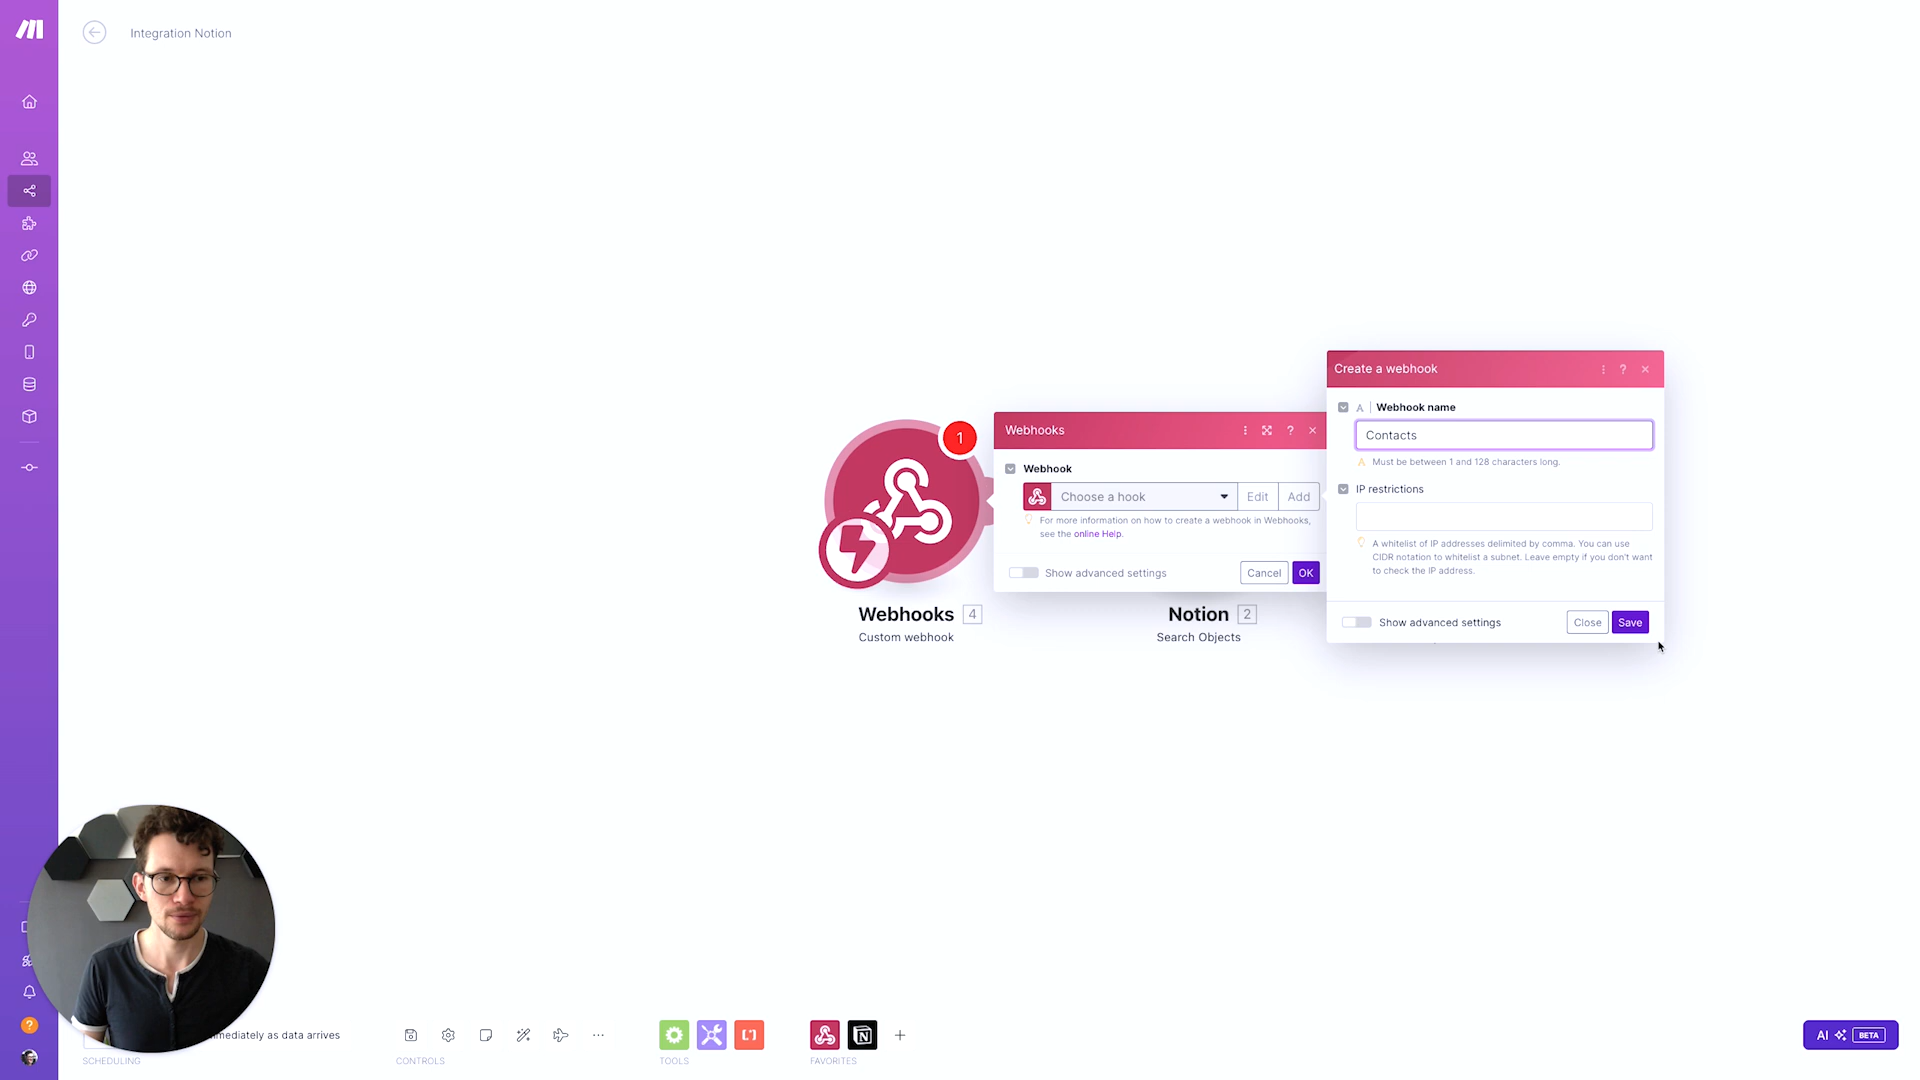 Integration Notion
Create a webhook
?
A
Webhook name
Contacts
A Must be between 1 and 128 characters long.
IP restrictions
A whitelist of IP addresses delimited by comma. You can use
CIDR notation to whitelist a subnet. Leave empty if you don't want
to check the IP address.
Show advanced settings
Close
Save
1
Webhooks
?
Webhook
Choose a hook
Edit
Add
For more information on how to create a webhook in Webhooks,
see the online Help.
Show advanced settings
Cancel
OK
Webhooks 4
Custom webhook
Notion 2
Search Objects
mediately as data arrives
SCHEDULING
CONTROLS
TOOLS
FAVORITES
?
AI
BETA